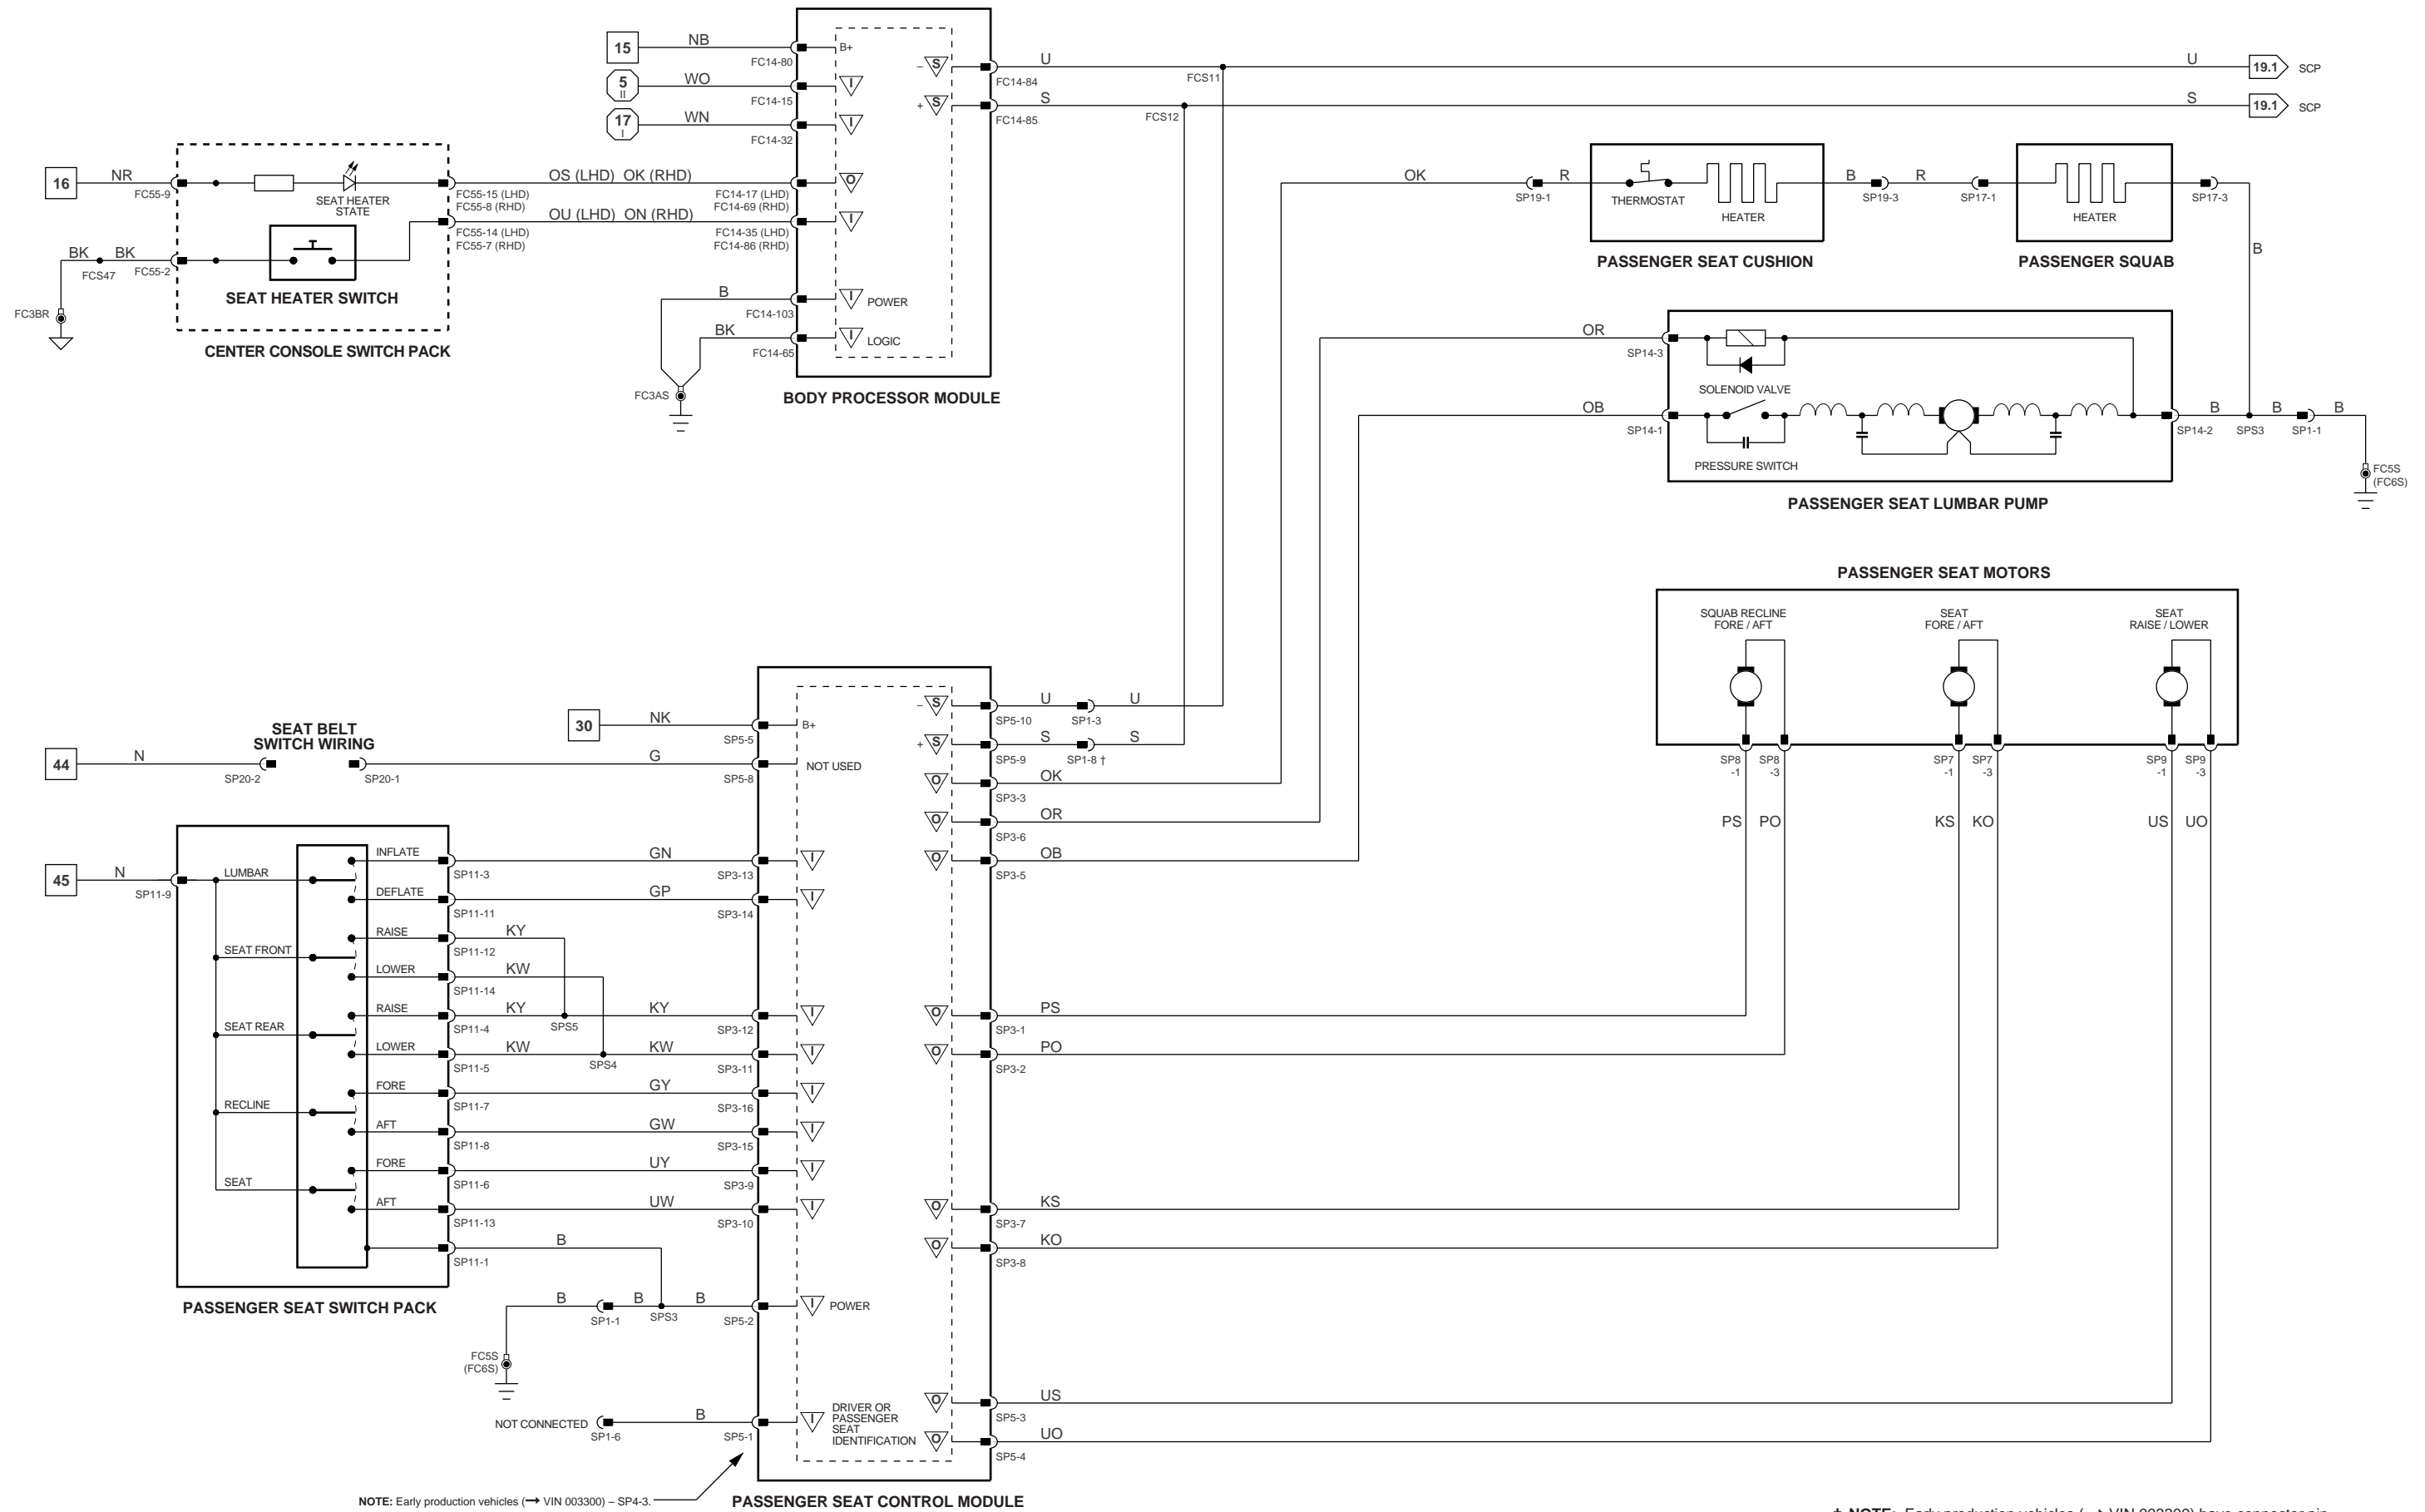 15 NB FC14-80 B+
5 II WO FC14-15
17 I WN FC14-32
– S FC14-84 U FCS11 U 19.1 SCP
+ S FC14-85 S FCS12 S 19.1 SCP
16 NR FC55-9
SEAT HEATER
STATE
FC55-15 (LHD)
FC55-8 (RHD)
OS (LHD) OK (RHD)
FC14-17 (LHD)
FC14-69 (RHD)
FC55-14 (LHD)
FC55-7 (RHD)
OU (LHD) ON (RHD)
FC14-35 (LHD)
FC14-86 (RHD)
BK FCS47 BK FC55-2
FC3BR
SEAT HEATER SWITCH
CENTER CONSOLE SWITCH PACK
B FC14-103 I POWER
BK FC14-65 I LOGIC
FC3AS
BODY PROCESSOR MODULE
OK SP19-1 R
THERMOSTAT
HEATER
B SP19-3 R SP17-1
HEATER
SP17-3
B
PASSENGER SEAT CUSHION
PASSENGER SQUAB
OR SP14-3
SOLENOID VALVE
OB SP14-1
PRESSURE SWITCH
SP14-2 B SPS3 B SP1-1 B
FC5S
(FC6S)
PASSENGER SEAT LUMBAR PUMP
PASSENGER SEAT MOTORS
SQUAB RECLINE
FORE / AFT
SEAT
FORE / AFT
SEAT
RAISE / LOWER
SP8
-1
SP8
-3
SP7
-1
SP7
-3
SP9
-1
SP9
-3
PS PO KS KO US UO
30 NK SP5-5 B+
SEAT BELT
SWITCH WIRING
44 N SP20-2 SP20-1 G SP5-8 NOT USED
– S SP5-10 U SP1-3 U
+ S SP5-9 S SP1-8 † S
O SP3-3 OK
O SP3-6 OR
O SP3-5 OB
45 N SP11-9
LUMBAR
INFLATE SP11-3 GN SP3-13 I
DEFLATE SP11-11 GP SP3-14 I
SEAT FRONT
RAISE SP11-12 KY
LOWER SP11-14 KW
SEAT REAR
RAISE SP11-4 KY SPS5 KY SP3-12 I
LOWER SP11-5 KW SPS4 KW SP3-11 I
RECLINE
FORE SP11-7 GY SP3-16 I
AFT SP11-8 GW SP3-15 I
SEAT
FORE SP11-6 UY SP3-9 I
AFT SP11-13 UW SP3-10 I
SP11-1 B
O SP3-1 PS
O SP3-2 PO
O SP3-7 KS
O SP3-8 KO
PASSENGER SEAT SWITCH PACK
B SP1-1 B SPS3 B SP5-2 I POWER
FC5S
(FC6S)
NOT CONNECTED SP1-6 B SP5-1 I
DRIVER OR
PASSENGER
SEAT
IDENTIFICATION
O SP5-3 US
O SP5-4 UO
NOTE: Early production vehicles (→ VIN 003300) – SP4-3.
PASSENGER SEAT CONTROL MODULE
† NOTE: Early production vehicles (→ VIN 003300) have connector pin